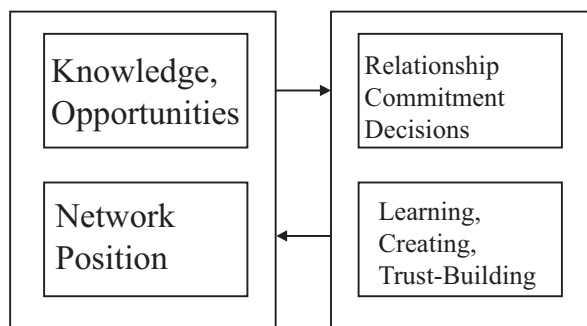 Knowledge,
Opportunities
Network
Position
Relationship
Commitment
Decisions
Learning,
Creating,
Trust-Building